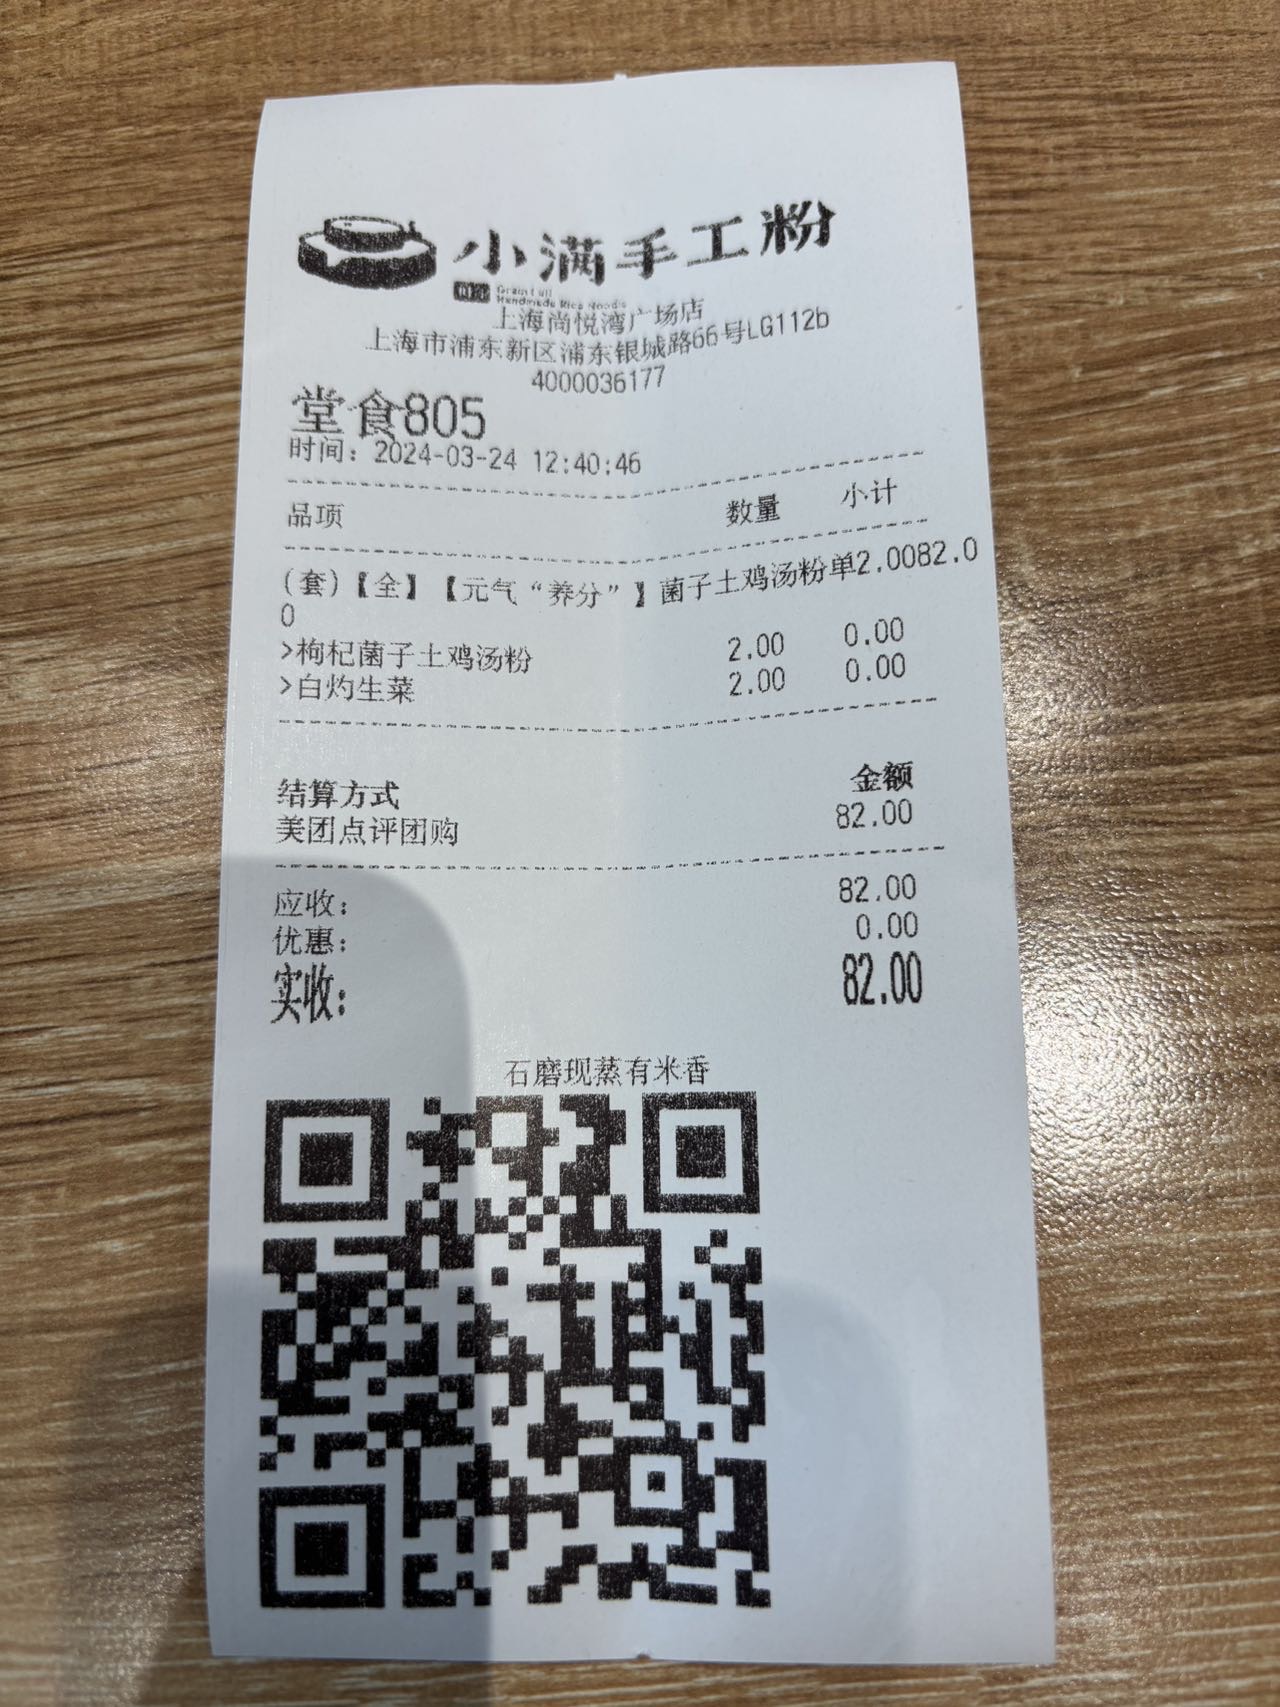 小满手工粉
Grain Full
Handmade Rice Noodle
上海尚悦湾广场店
上海市浦东新区浦东银城路66号LG112b
4000036177
堂食805
时间：2024-03-24 12:40:46
品项 数量 小计
(套)【全】【元气“养分”】菌子土鸡汤粉单2.0082.0
0
>枸杞菌子土鸡汤粉 2.00 0.00
>白灼生菜 2.00 0.00
结算方式 金额
美团点评团购 82.00
应收： 82.00
优惠： 0.00
实收： 82.00
石磨现蒸有米香